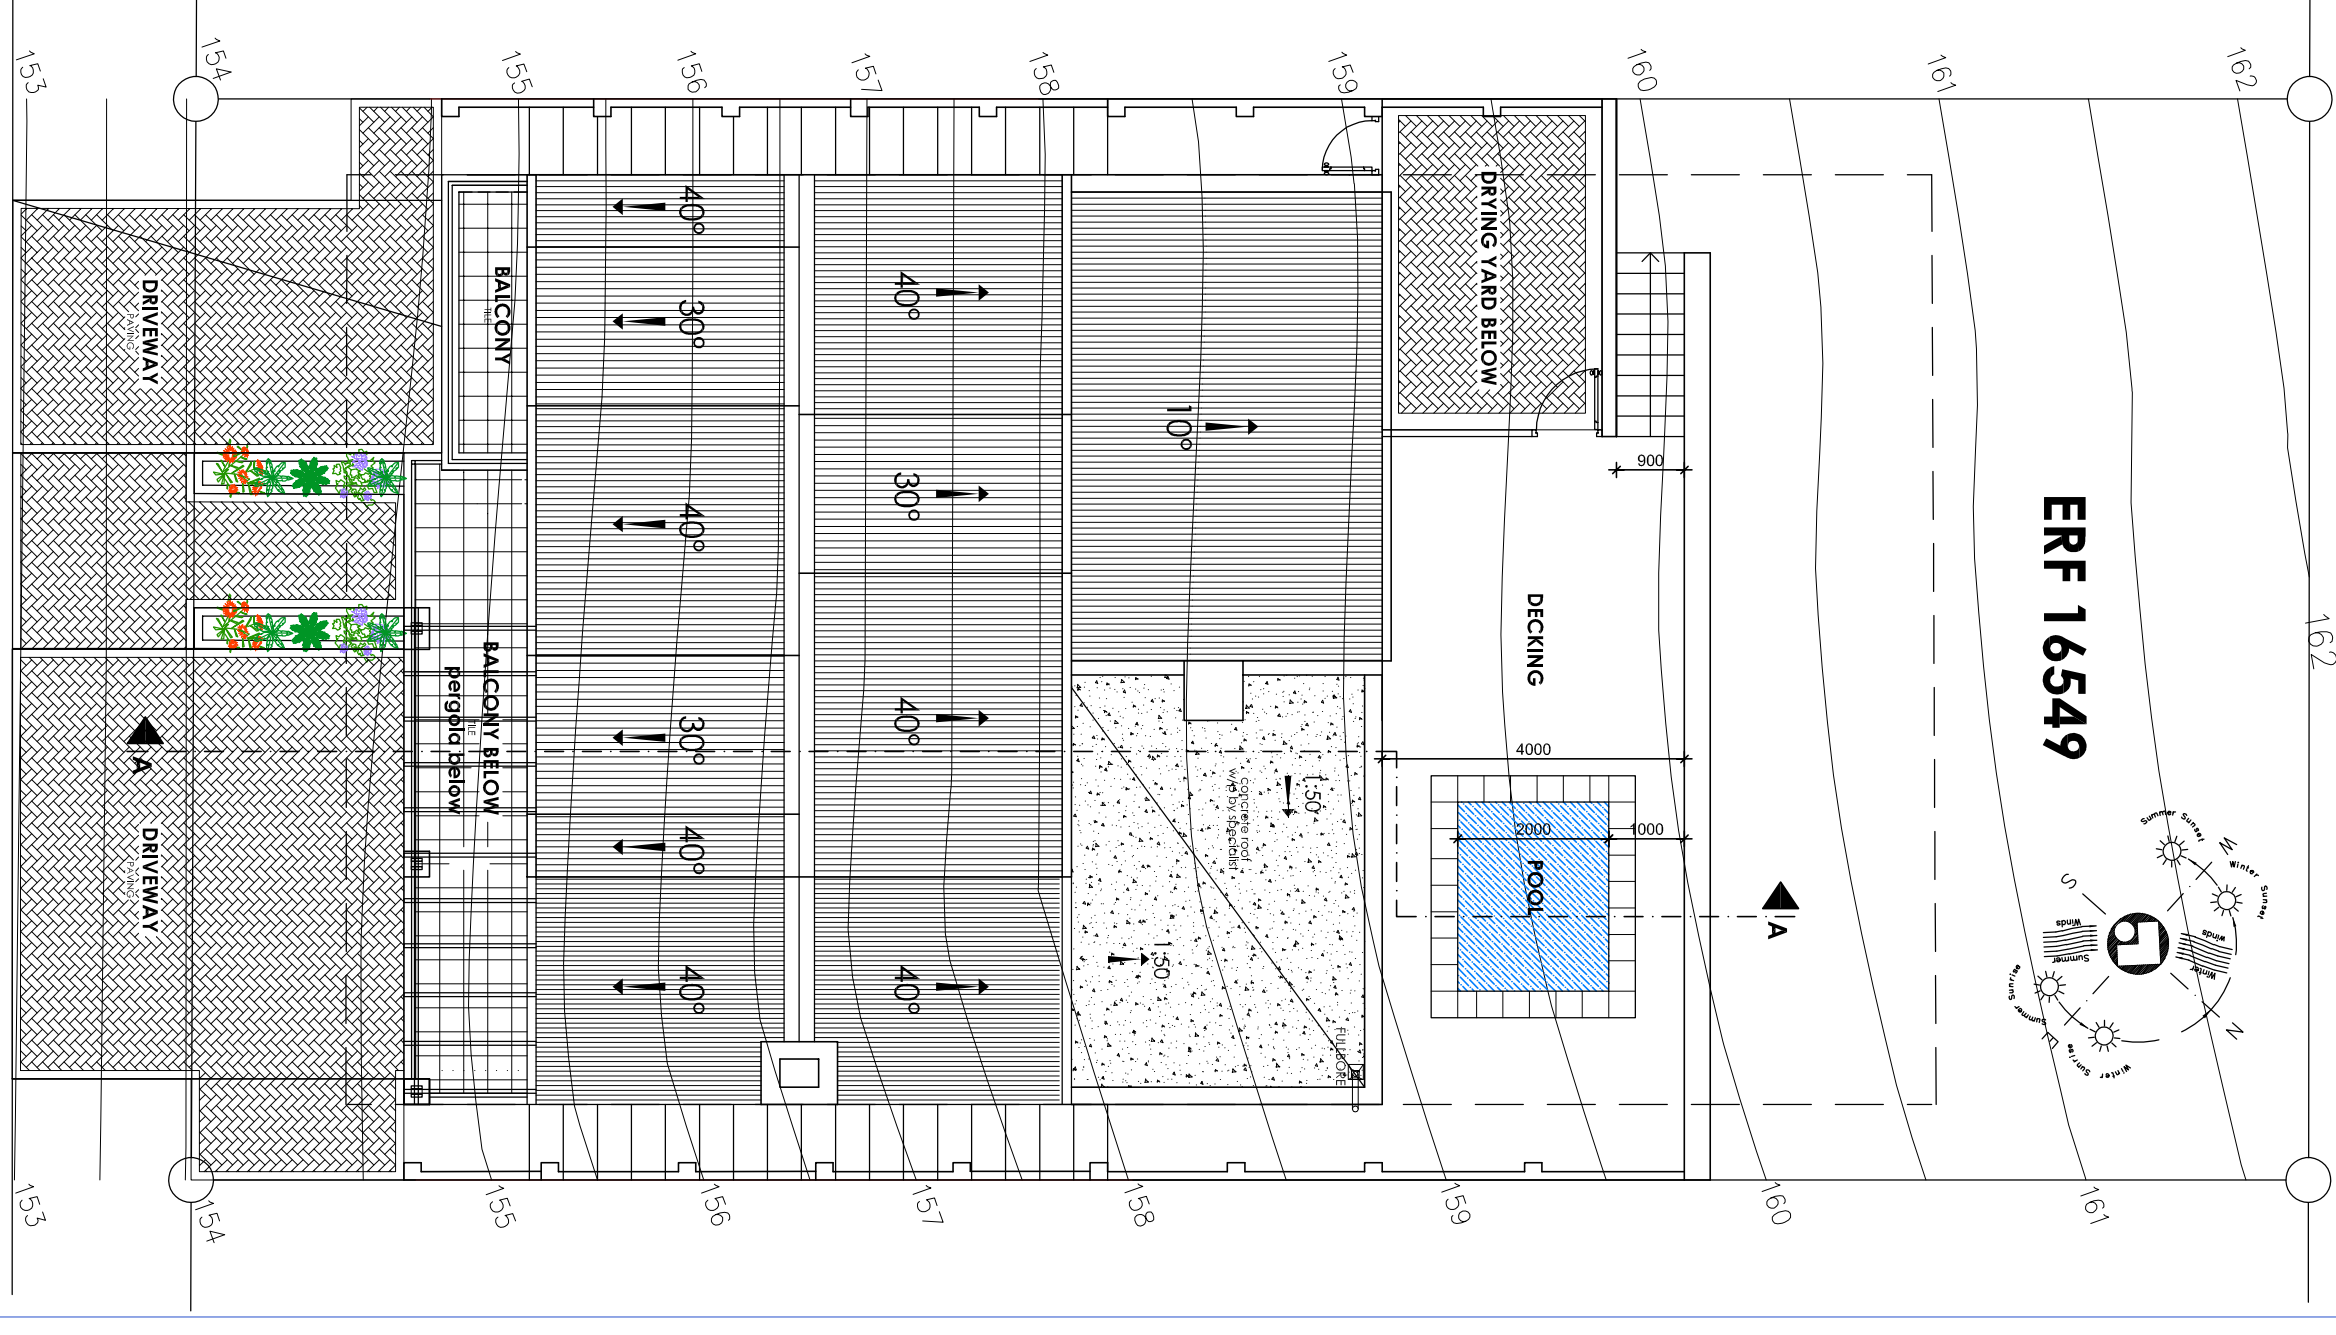 153
154
155
156
157
158
159
160
161
162
162
40°
30°
40°
30°
40°
40°
40°
30°
40°
40°
10°
DRYING YARD BELOW
BALCONY
TILE
DRIVEWAY
PAVING
900
DECKING
ERF 16549
BALCONY BELOW
TILE
pergola below
A
DRIVEWAY
PAVING
4000
2000
1000
POOL
A
1:50
concrete roof
w/p by specialist
1:50
FULLBORE
Summer Sunset
W
Winter Sunset
S
Winds
Summer
Winds
Winter
Summer Sunrise
E
Winter Sunrise
N
153
154
155
156
157
158
159
160
161